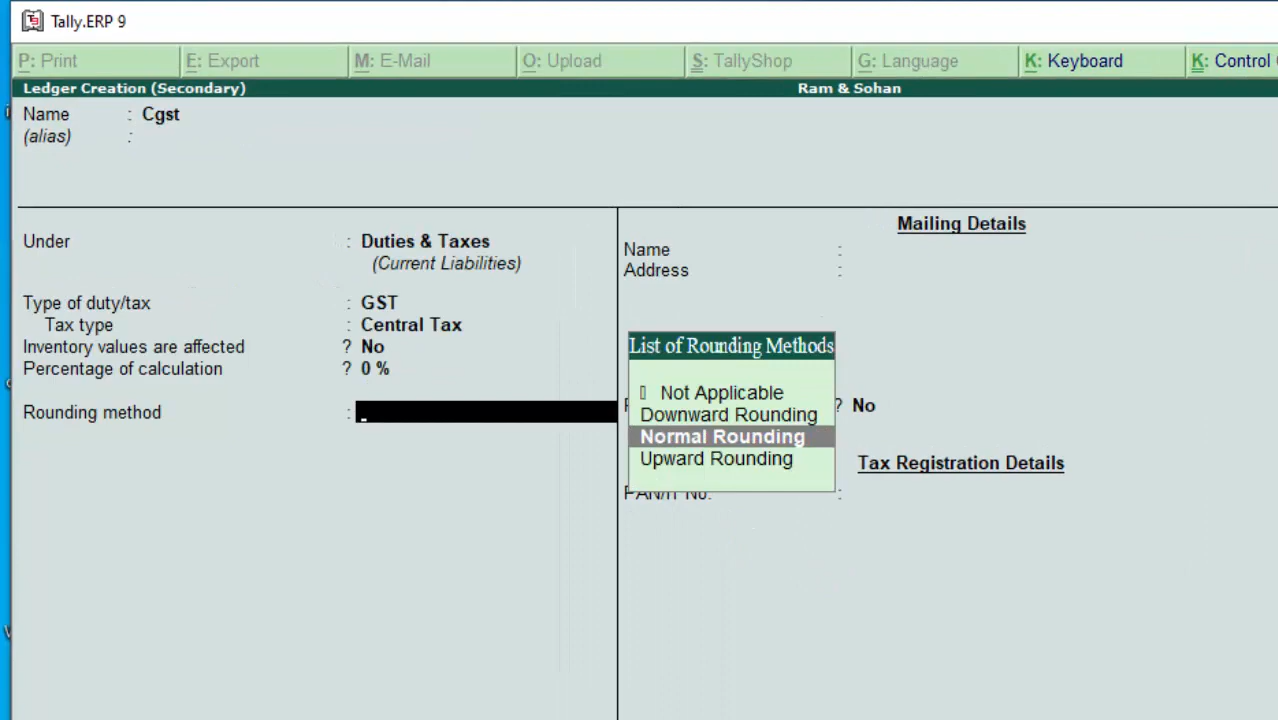 Tally.ERP 9
P: Print E: Export M: E-Mail O: Upload S: TallyShop G: Language K: Keyboard K: Control
Ledger Creation (Secondary) Ram & Sohan
Name : Cgst
(alias) :
Mailing Details
Under : Duties & Taxes
(Current Liabilities)
Name :
Address :
Type of duty/tax : GST
Tax type : Central Tax
Inventory values are affected ? No
Percentage of calculation ? 0 %
Rounding method :
List of Rounding Methods
Not Applicable
Downward Rounding
Normal Rounding
Upward Rounding
? No
Tax Registration Details
PAN/IT No. :